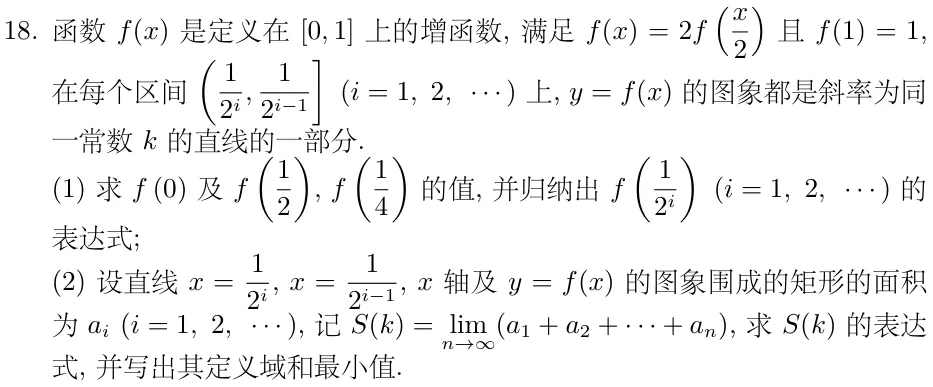 18. 函数 f(x) 是定义在 [0, 1] 上的增函数, 满足 f(x) = 2f(x/2) 且 f(1) = 1,
在每个区间 (1/2^i, 1/2^{i−1}] (i = 1, 2, ⋯) 上, y = f(x) 的图象都是斜率为同
一常数 k 的直线的一部分.
(1) 求 f(0) 及 f(1/2), f(1/4) 的值, 并归纳出 f(1/2^i) (i = 1, 2, ⋯) 的
表达式;
(2) 设直线 x = 1/2^i, x = 1/2^{i−1}, x 轴及 y = f(x) 的图象围成的矩形的面积
为 a_i (i = 1, 2, ⋯), 记 S(k) = lim_{n→∞}(a_1 + a_2 + ⋯ + a_n), 求 S(k) 的表达
式, 并写出其定义域和最小值.